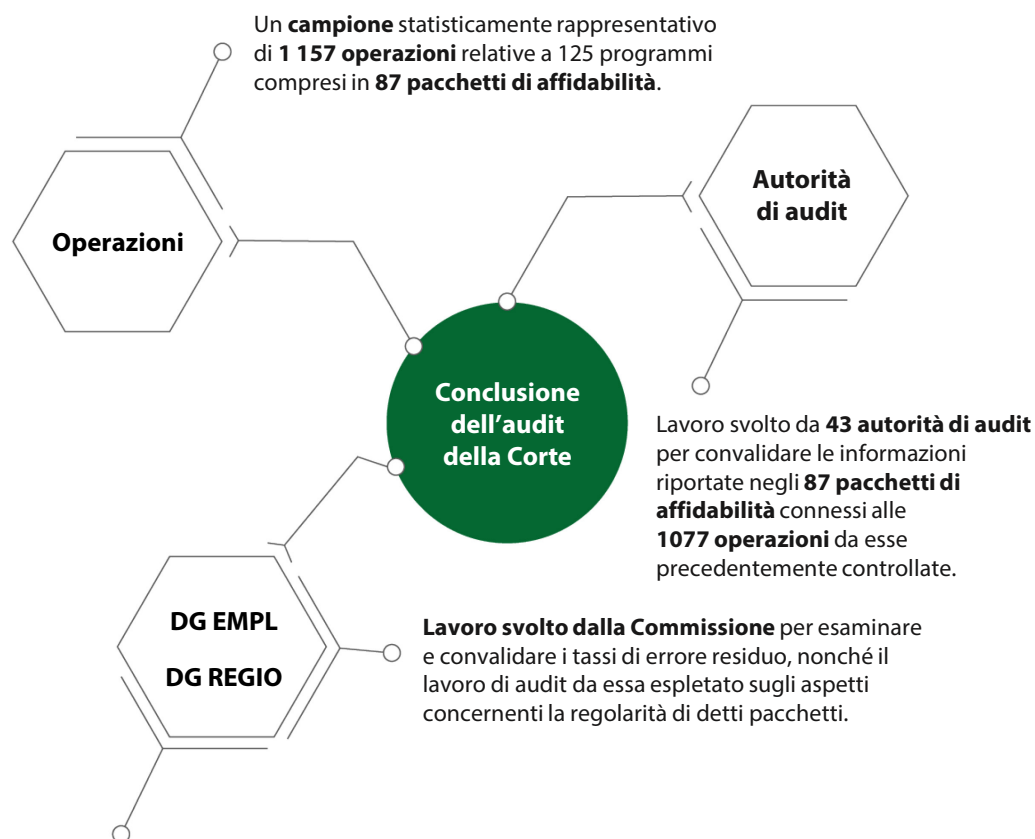 Un campione statisticamente rappresentativo
di 1 157 operazioni relative a 125 programmi
compresi in 87 pacchetti di affidabilità.
Operazioni
Autorità
di audit
Conclusione
dell’audit
della Corte
Lavoro svolto da 43 autorità di audit
per convalidare le informazioni
riportate negli 87 pacchetti di
affidabilità connessi alle
1077 operazioni da esse
precedentemente controllate.
DG EMPL
DG REGIO
Lavoro svolto dalla Commissione per esaminare
e convalidare i tassi di errore residuo, nonché il
lavoro di audit da essa espletato sugli aspetti
concernenti la regolarità di detti pacchetti.